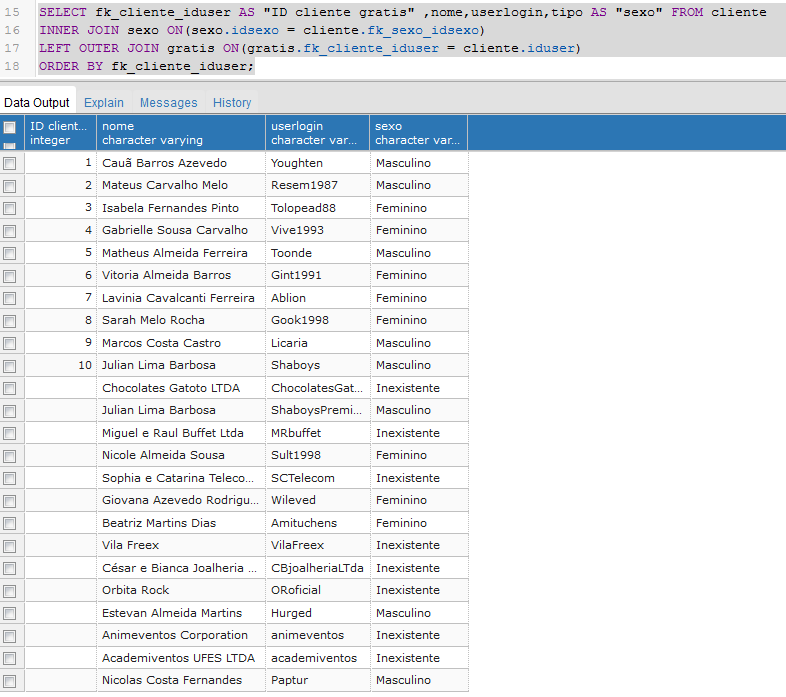 15 SELECT fk_cliente_iduser AS "ID cliente gratis" ,nome,userlogin,tipo AS "sexo" FROM cliente
16 INNER JOIN sexo ON(sexo.idsexo = cliente.fk_sexo_idsexo)
17 LEFT OUTER JOIN gratis ON(gratis.fk_cliente_iduser = cliente.iduser)
18 ORDER BY fk_cliente_iduser;
Data Output Explain Messages History
ID client... nome userlogin sexo
integer character varying character var... character var...
1 Cauã Barros Azevedo Youghten Masculino
2 Mateus Carvalho Melo Resem1987 Masculino
3 Isabela Fernandes Pinto Tolopead88 Feminino
4 Gabrielle Sousa Carvalho Vive1993 Feminino
5 Matheus Almeida Ferreira Toonde Masculino
6 Vitoria Almeida Barros Gint1991 Feminino
7 Lavinia Cavalcanti Ferreira Ablion Feminino
8 Sarah Melo Rocha Gook1998 Feminino
9 Marcos Costa Castro Licaria Masculino
10 Julian Lima Barbosa Shaboys Masculino
Chocolates Gatoto LTDA ChocolatesGat... Inexistente
Julian Lima Barbosa ShaboysPremi... Masculino
Miguel e Raul Buffet Ltda MRbuffet Inexistente
Nicole Almeida Sousa Sult1998 Feminino
Sophia e Catarina Teleco... SCTelecom Inexistente
Giovana Azevedo Rodrigu... Wileved Feminino
Beatriz Martins Dias Amituchens Feminino
Vila Freex VilaFreex Inexistente
César e Bianca Joalheria ... CBjoalheriaLTda Inexistente
Orbita Rock ORoficial Inexistente
Estevan Almeida Martins Hurged Masculino
Animeventos Corporation animeventos Inexistente
Academiventos UFES LTDA academiventos Inexistente
Nicolas Costa Fernandes Paptur Masculino